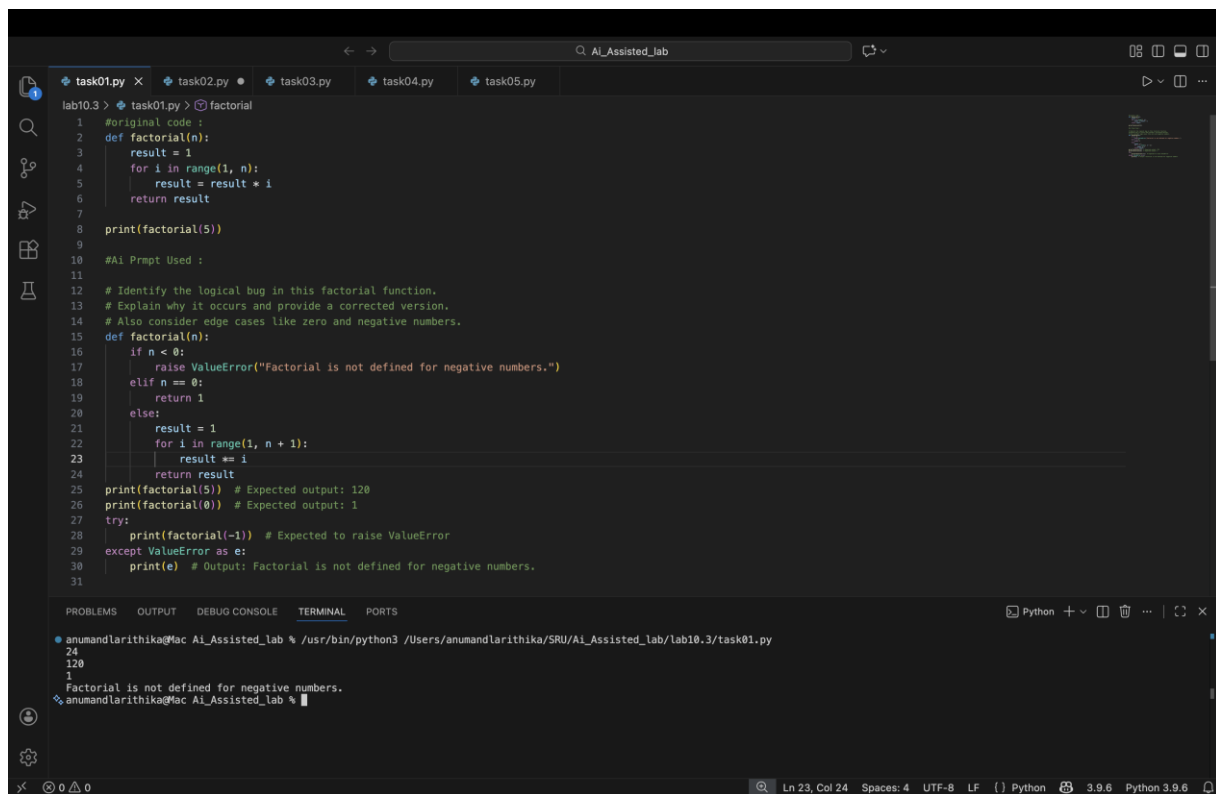 Ai_Assisted_lab
task01.py
task02.py
task03.py
task04.py
task05.py
lab10.3 > task01.py > factorial
1 #original code :
2 def factorial(n):
3     result = 1
4     for i in range(1, n):
5         result = result * i
6     return result
7
8 print(factorial(5))
9
10 #Ai Prmpt Used :
11
12 # Identify the logical bug in this factorial function.
13 # Explain why it occurs and provide a corrected version.
14 # Also consider edge cases like zero and negative numbers.
15 def factorial(n):
16     if n < 0:
17         raise ValueError("Factorial is not defined for negative numbers.")
18     elif n == 0:
19         return 1
20     else:
21         result = 1
22         for i in range(1, n + 1):
23             result *= i
24         return result
25 print(factorial(5))  # Expected output: 120
26 print(factorial(0))  # Expected output: 1
27 try:
28     print(factorial(-1))  # Expected to raise ValueError
29 except ValueError as e:
30     print(e)  # Output: Factorial is not defined for negative numbers.
31
1
PROBLEMS OUTPUT DEBUG CONSOLE TERMINAL PORTS
Python
anumandlarithika@Mac Ai_Assisted_lab % /usr/bin/python3 /Users/anumandlarithika/SRU/Ai_Assisted_lab/lab10.3/task01.py
24
120
1
Factorial is not defined for negative numbers.
anumandlarithika@Mac Ai_Assisted_lab %
0 0
Ln 23, Col 24 Spaces: 4 UTF-8 LF { } Python 3.9.6 Python 3.9.6